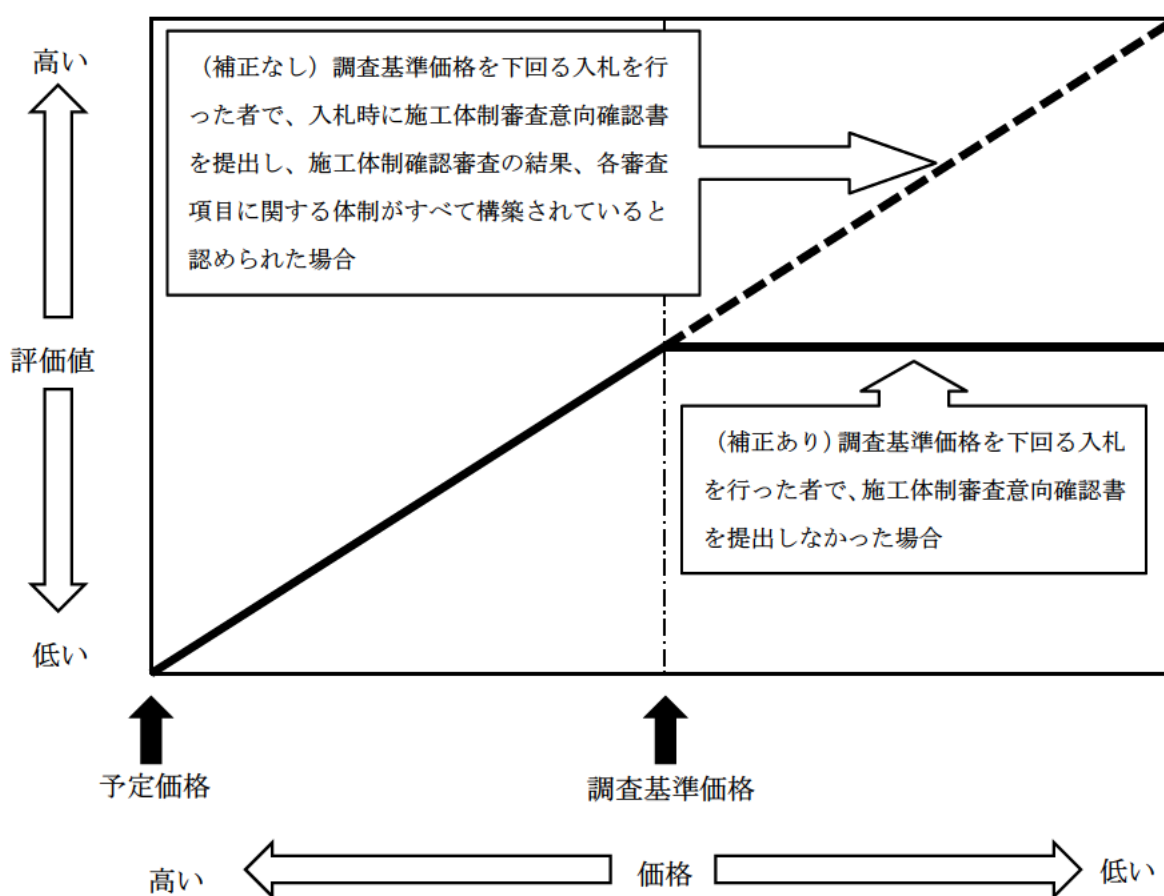 高い
(補正なし)調査基準価格を下回る入札を行
った者で、入札時に施工体制審査意向確認書
を提出し、施工体制確認審査の結果、各審査
項目に関する体制がすべて構築されていると
認められた場合
評価値
(補正あり)調査基準価格を下回る入札
を行った者で、施工体制審査意向確認書
を提出しなかった場合
低い
予定価格
調査基準価格
高い
価格
低い